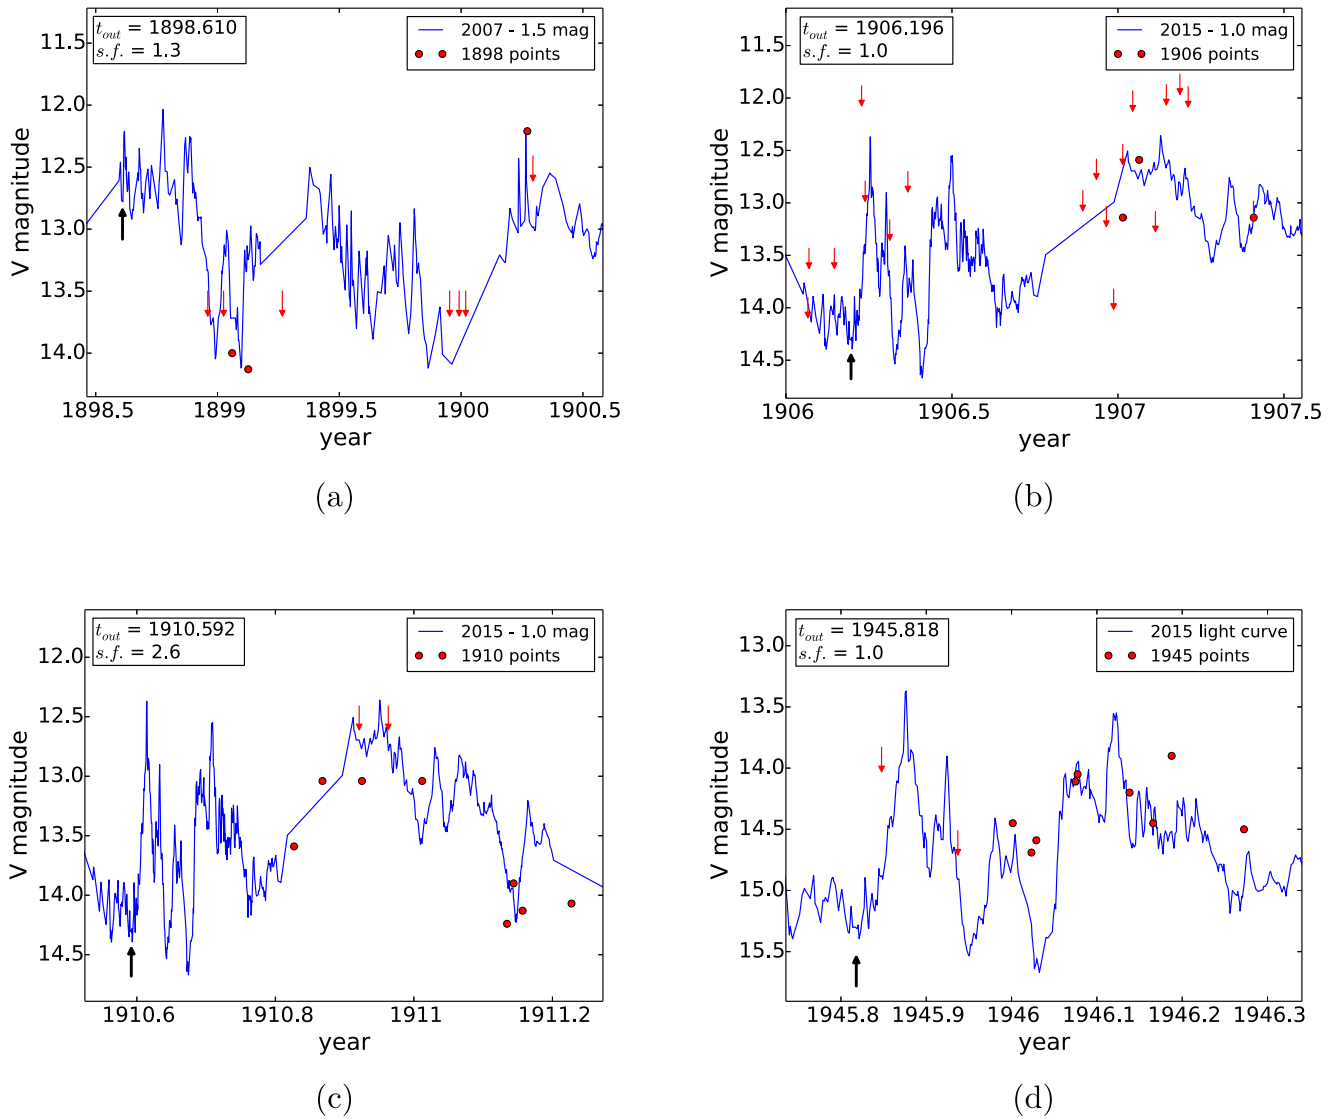 t_out = 1898.610
s.f. = 1.3
2007 - 1.5 mag
1898 points
11.5
12.0
12.5
13.0
13.5
14.0
V magnitude
1898.5 1899 1899.5 1900 1900.5
year
(a)
t_out = 1906.196
s.f. = 1.0
2015 - 1.0 mag
1906 points
11.5
12.0
12.5
13.0
13.5
14.0
14.5
V magnitude
1906 1906.5 1907 1907.5
year
(b)
t_out = 1910.592
s.f. = 2.6
2015 - 1.0 mag
1910 points
12.0
12.5
13.0
13.5
14.0
14.5
V magnitude
1910.6 1910.8 1911 1911.2
year
(c)
t_out = 1945.818
s.f. = 1.0
2015 light curve
1945 points
13.0
13.5
14.0
14.5
15.0
15.5
V magnitude
1945.8 1945.9 1946 1946.1 1946.2 1946.3
year
(d)